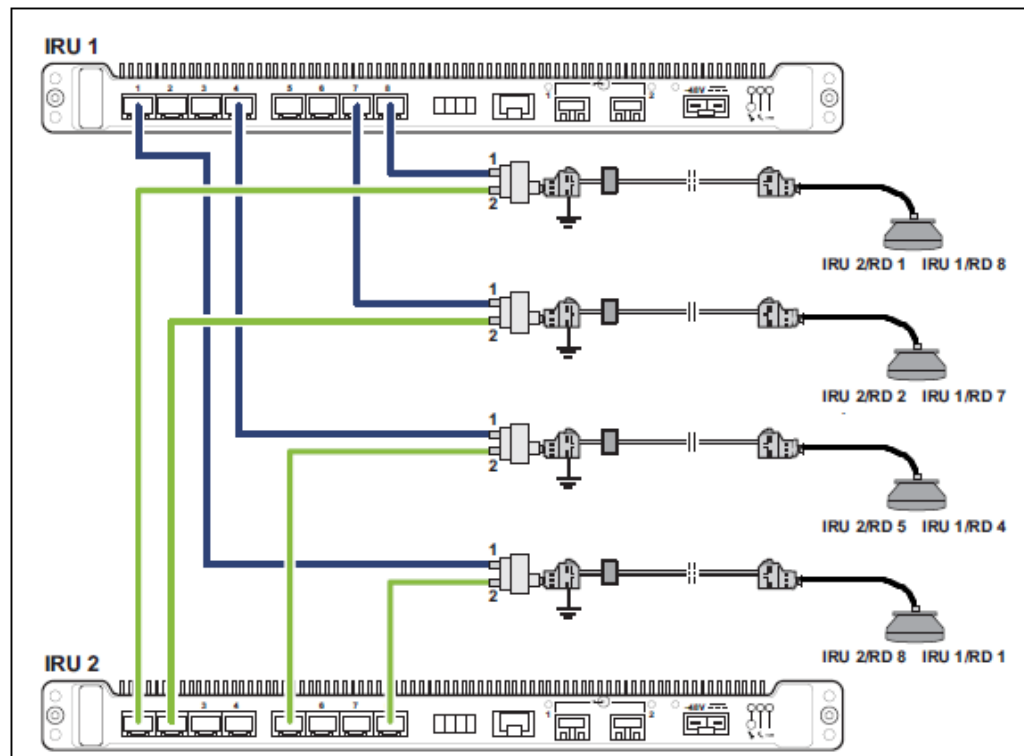 IRU 1
1 2 3 4 5 6 7 8
1 2
-48V
1
2
IRU 2/RD 1 IRU 1/RD 8
1
2
IRU 2/RD 2 IRU 1/RD 7
1
2
IRU 2/RD 5 IRU 1/RD 4
1
2
IRU 2/RD 8 IRU 1/RD 1
IRU 2
3 4 6 7
1 2
-48V